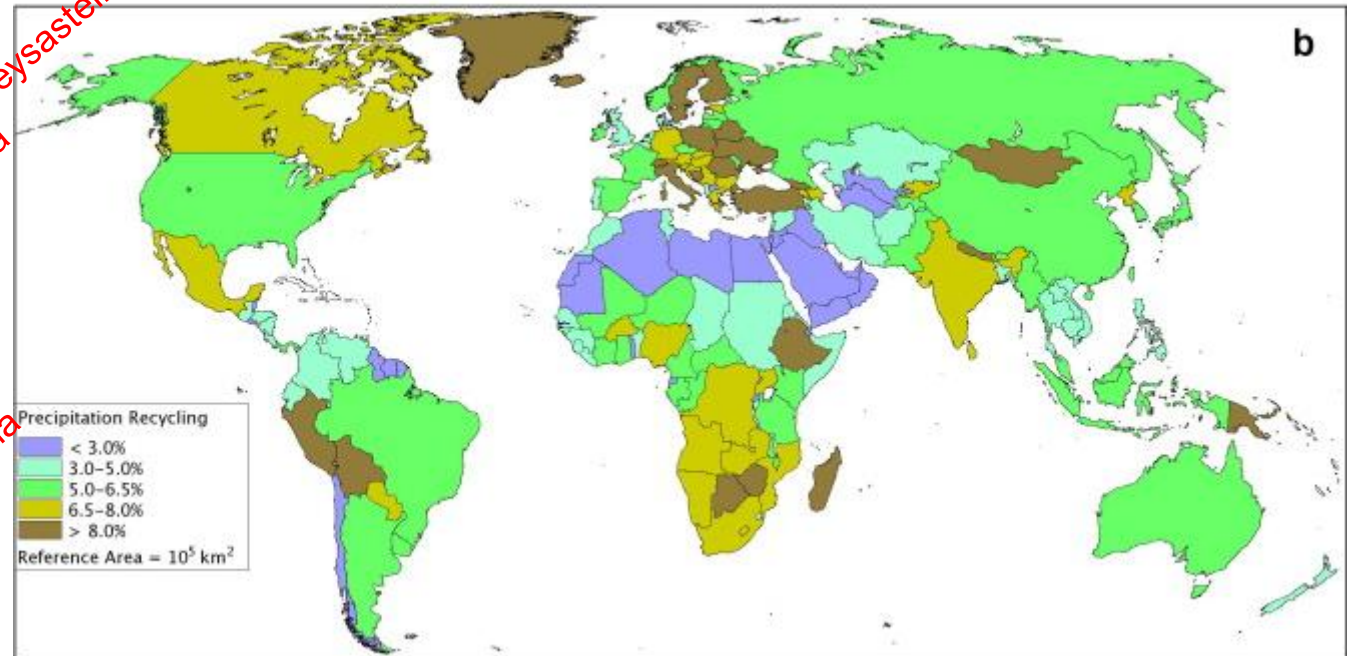 b
Precipitation Recycling
< 3.0%
3.0-5.0%
5.0-6.5%
6.5-8.0%
> 8.0%
Reference Area = 10⁵ km²